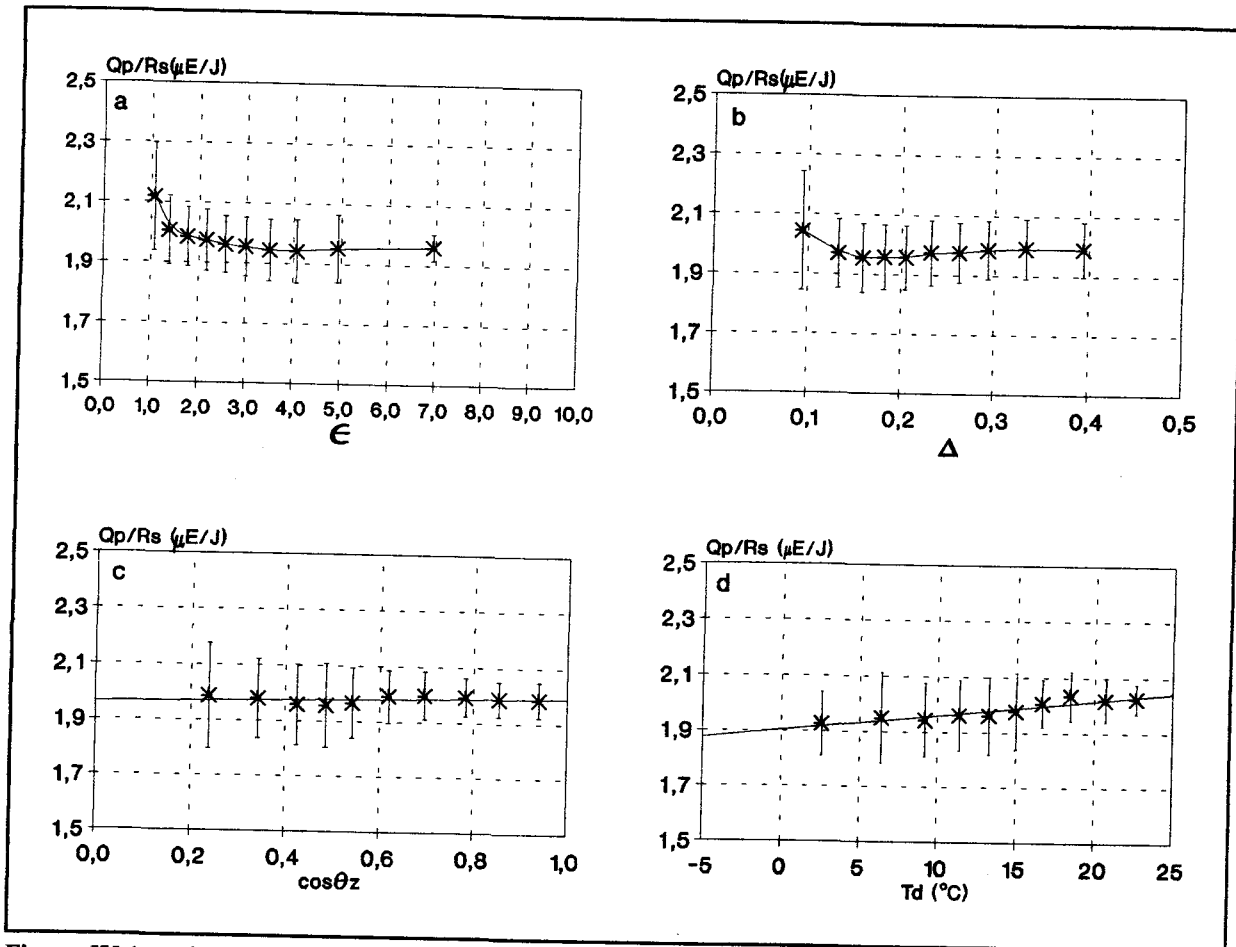 Qp/Rs(µE/J)
2,5
2,3
2,1
1,9
1,7
1,5
a
0,0 1,0 2,0 3,0 4,0 5,0 6,0 7,0 8,0 9,0 10,0
ϵ
Qp/Rs(µE/J)
2,5
2,3
2,1
1,9
1,7
1,5
b
0,0 0,1 0,2 0,3 0,4 0,5
Δ
Qp/Rs (µE/J)
2,5
2,3
2,1
1,9
1,7
1,5
c
0,0 0,2 0,4 0,6 0,8 1,0
cosθz
Qp/Rs (µE/J)
2,5
2,3
2,1
1,9
1,7
1,5
d
-5 0 5 10 15 20 25
Td (°C)